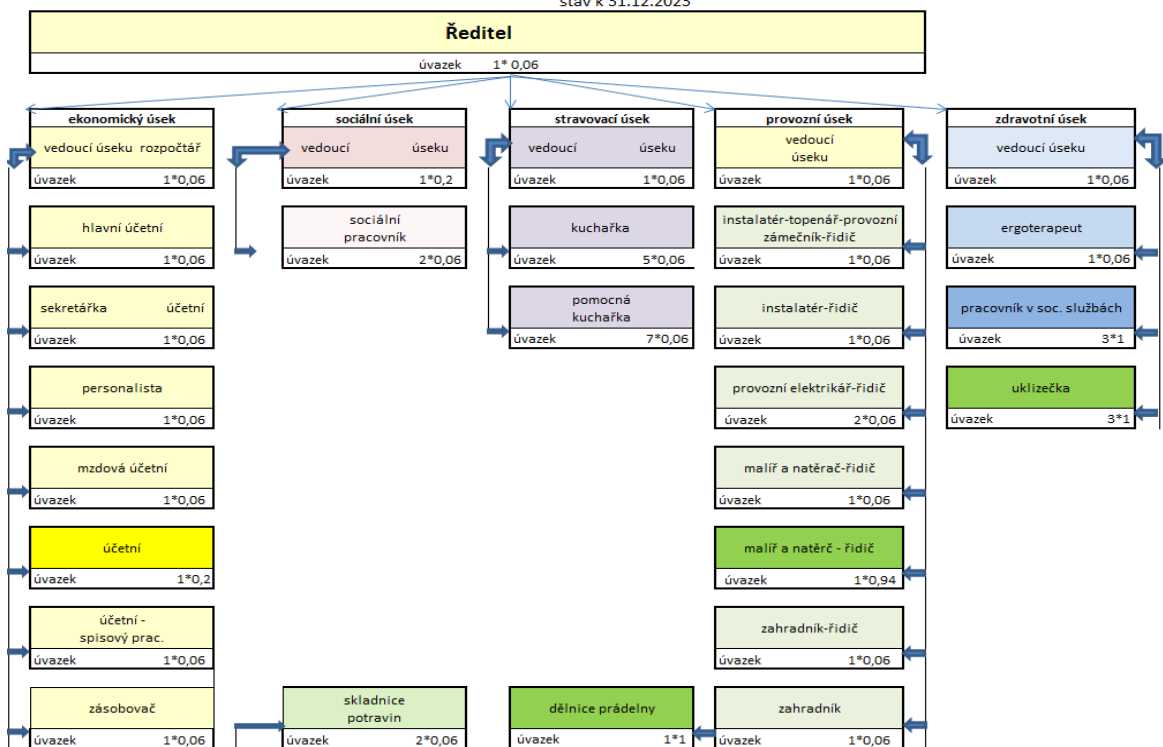 stav k 31.12.2023
Ředitel
úvazek 1* 0,06
ekonomický úsek
vedoucí úseku rozpočtář
úvazek 1*0,06
hlavní účetní
úvazek 1*0,06
sekretářka účetní
úvazek 1*0,06
personalista
úvazek 1*0,06
mzdová účetní
úvazek 1*0,06
účetní
úvazek 1*0,2
účetní -
spisový prac.
úvazek 1*0,06
zásobovač
úvazek 1*0,06
sociální úsek
vedoucí úseku
úvazek 1*0,2
sociální
pracovník
úvazek 2*0,06
skladnice
potravin
úvazek 2*0,06
stravovací úsek
vedoucí úseku
úvazek 1*0,06
kuchařka
úvazek 5*0,06
pomocná
kuchařka
úvazek 7*0,06
dělnice prádelny
úvazek 1*1
provozní úsek
vedoucí
úseku
úvazek 1*0,06
instalatér-topenář-provozní
zámečník-řidič
úvazek 1*0,06
instalatér-řidič
úvazek 1*0,06
provozní elektrikář-řidič
úvazek 2*0,06
malíř a natěrač-řidič
úvazek 1*0,06
malíř a natěrč - řidič
úvazek 1*0,94
zahradník-řidič
úvazek 1*0,06
zahradník
úvazek 1*0,06
zdravotní úsek
vedoucí úseku
úvazek 1*0,06
ergoterapeut
úvazek 1*0,06
pracovník v soc. službách
úvazek 3*1
uklizečka
úvazek 3*1